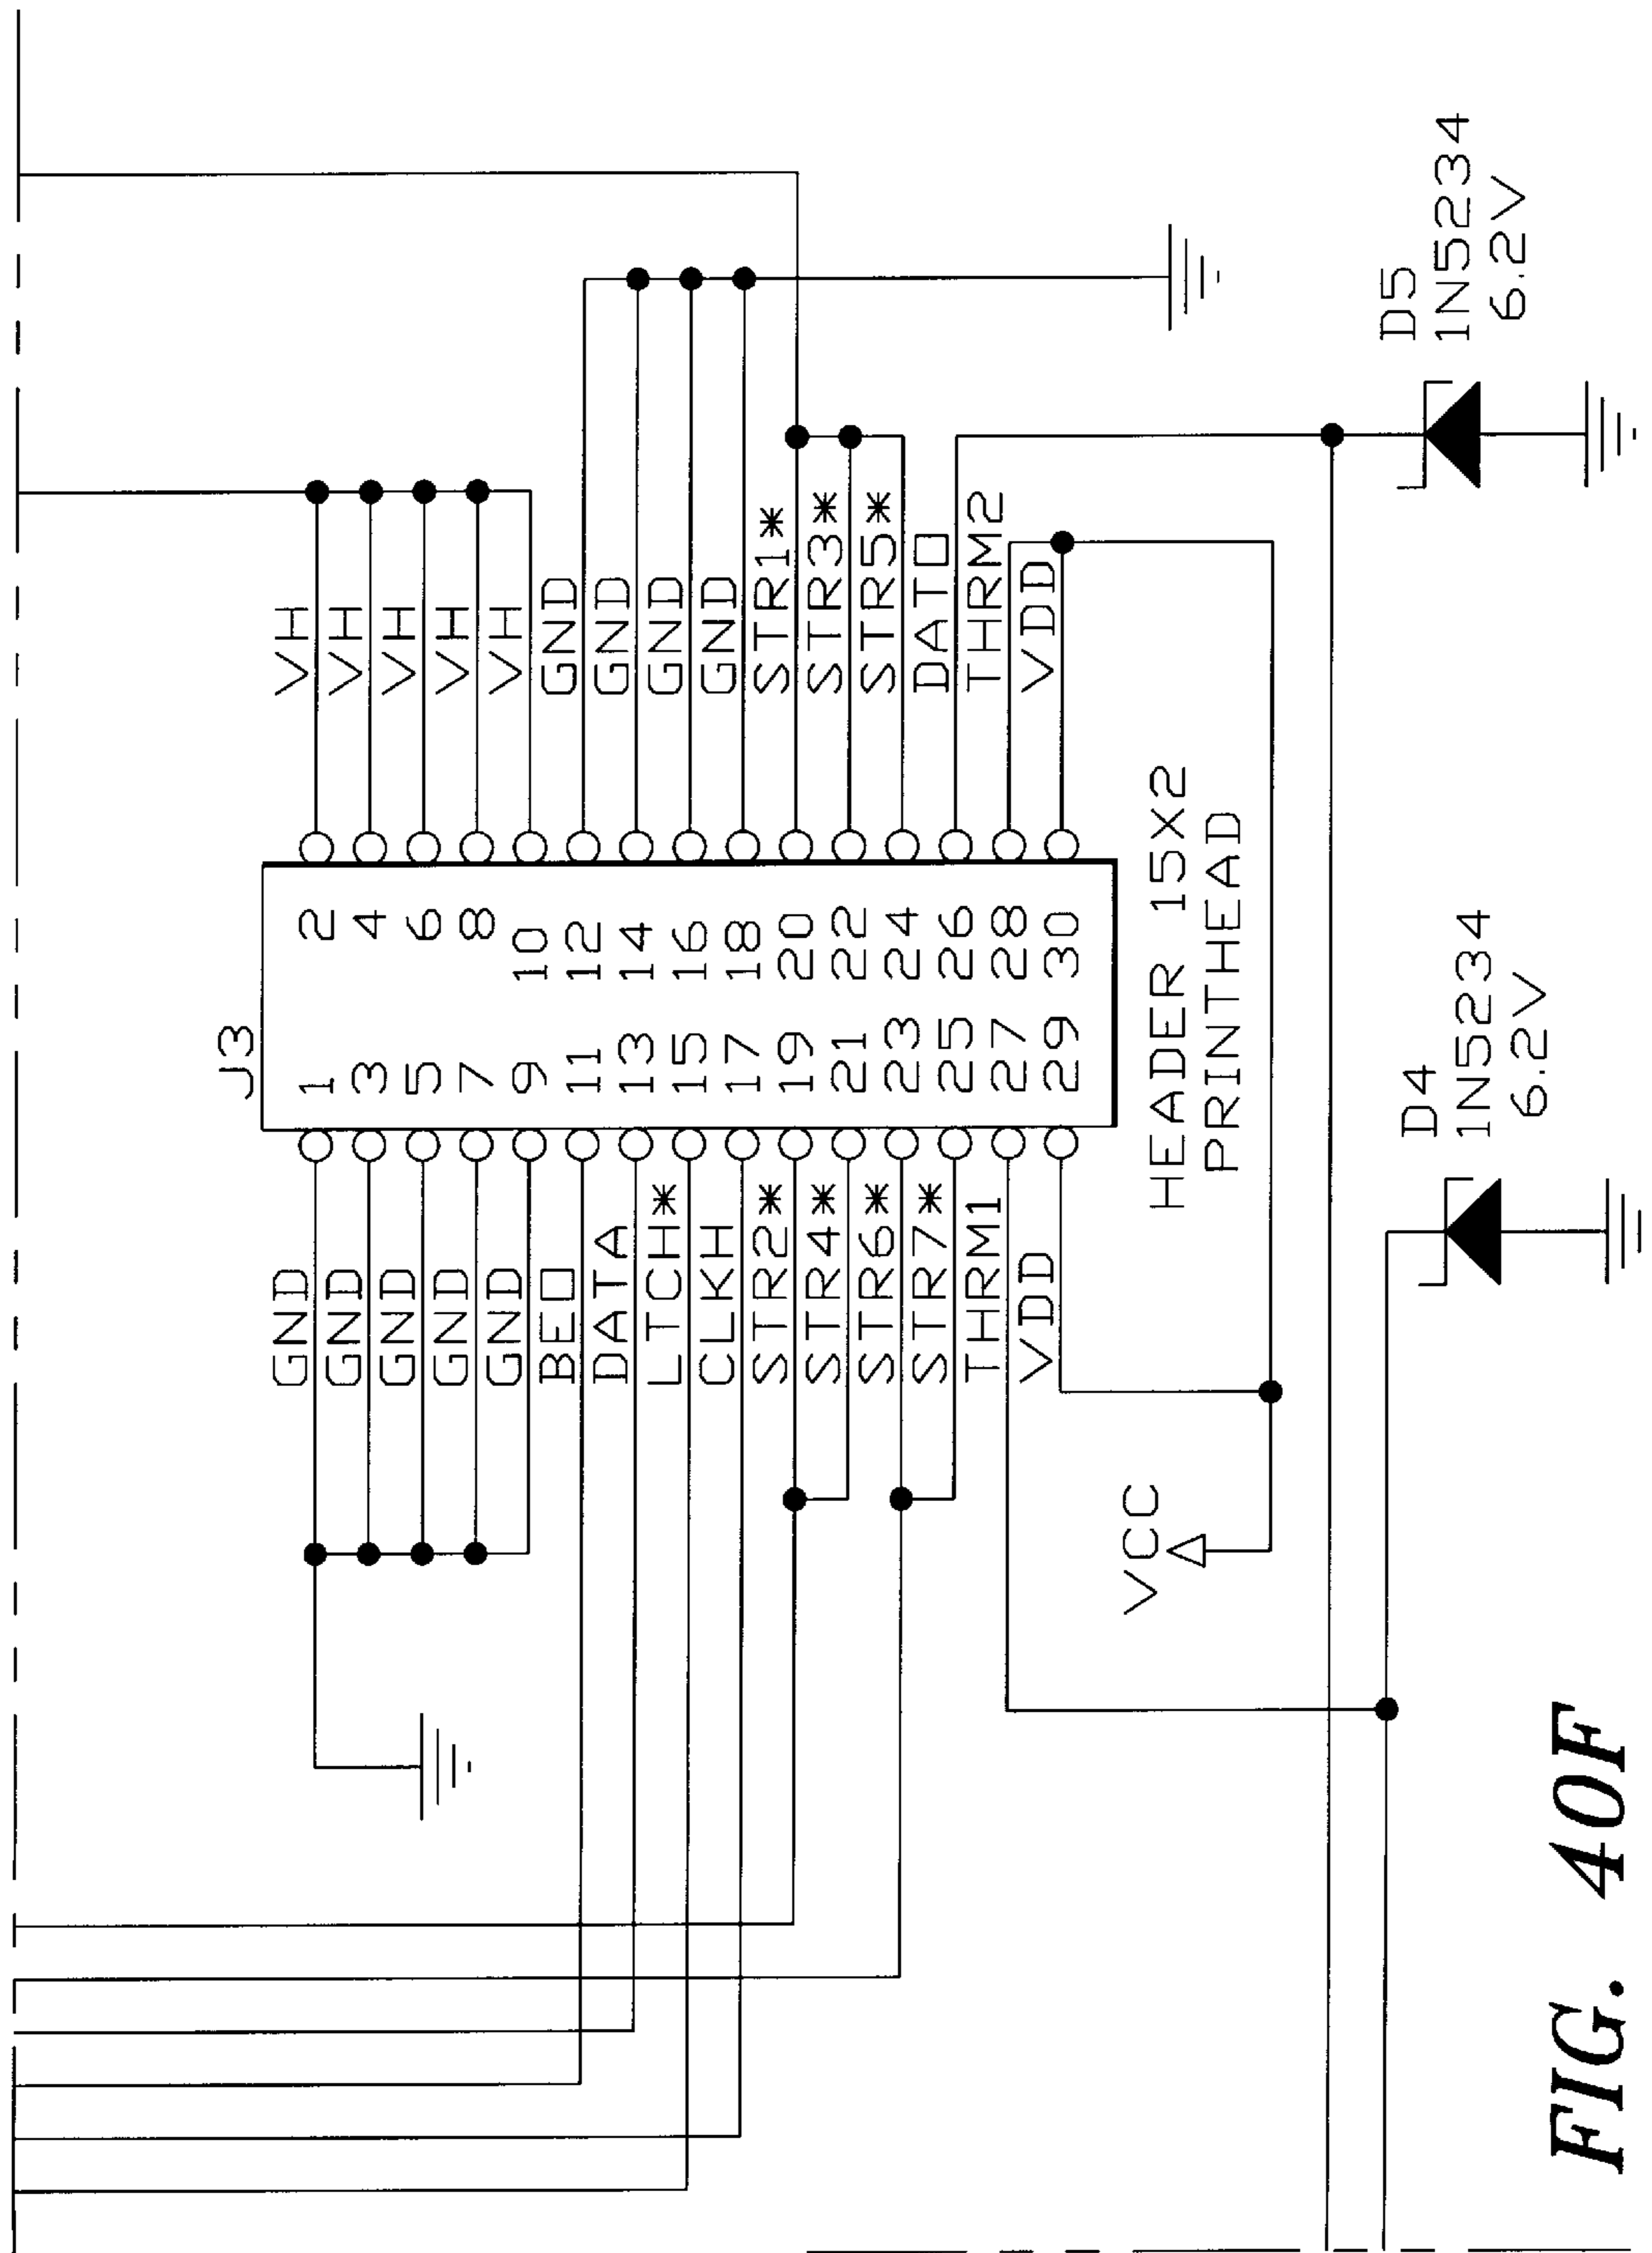 J3
GND 1 2 VH
GND 3 4 VH
GND 5 6 VH
GND 7 8 VH
GND 9 10 VH
BEO 11 12 GND
DATA 13 14 GND
LTCH* 15 16 GND
CLKH 17 18 GND
STR2* 19 20 STR1*
STR4* 21 22 STR3*
STR6* 23 24 STR5*
STR7* 25 26 DATO
THRM1 27 28 THRM2
VDD 29 30 VDD
VCC
HEADER 15X2
PRINTHEAD
D5
1N5234
6.2V
D4
1N5234
6.2V
FIG. 40F